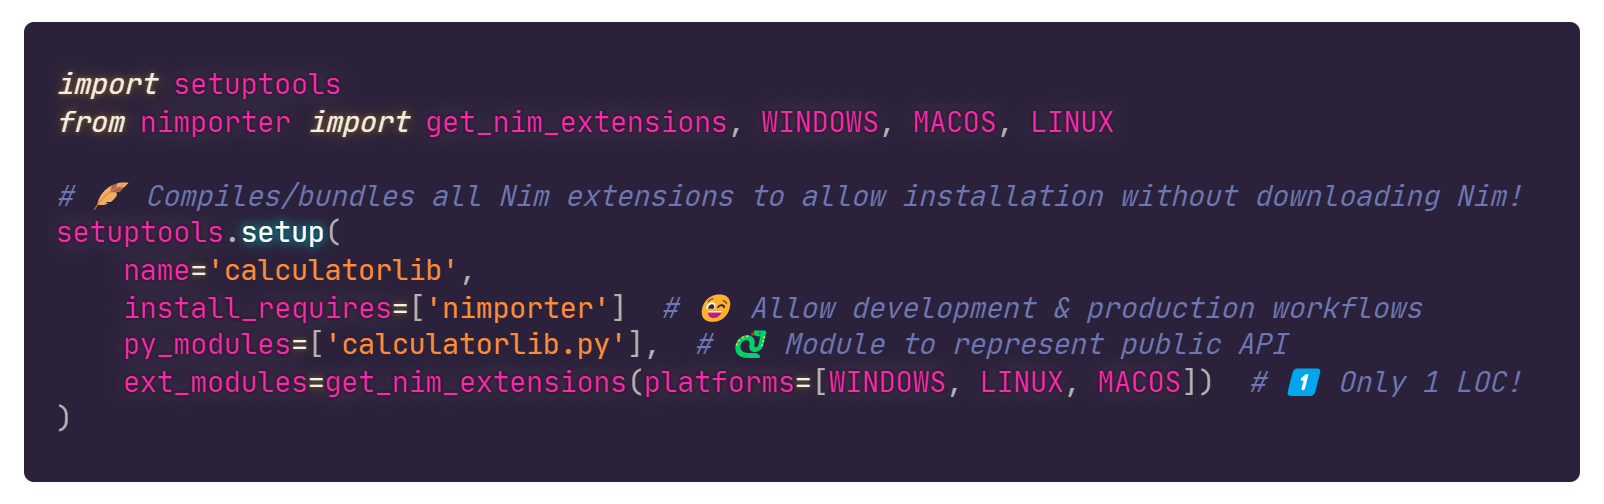 import setuptools
from nimporter import get_nim_extensions, WINDOWS, MACOS, LINUX
# 🪶 Compiles/bundles all Nim extensions to allow installation without downloading Nim!
setuptools.setup(
    name='calculatorlib',
    install_requires=['nimporter']  # 😄 Allow development & production workflows
    py_modules=['calculatorlib.py'],  # 🐍 Module to represent public API
    ext_modules=get_nim_extensions(platforms=[WINDOWS, LINUX, MACOS])  # 1️⃣ Only 1 LOC!
)